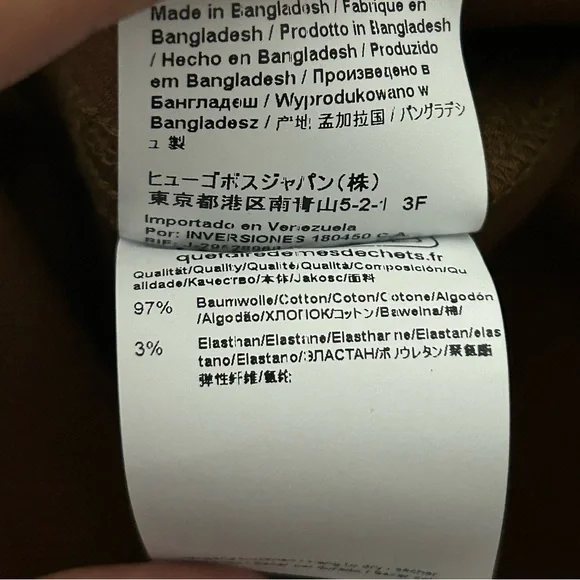 Made in Bangladesh / Fabriqué en
Bangladesh / Prodotto in Bangladesh
/ Hecho en Bangladesh / Produzido
em Bangladesh / Произведено в
Бангладеш / Wyprodukowano w
Bangladesz / 产地 孟加拉国 / バングラデシ
ュ 製
ヒューゴボスジャパン(株)
東京都港区南青山5-2-1 3F
Importado en Venezuela
Por: INVERSIONES 180450 C.A.
quefairedemesdechets.fr
Qualität/Quality/Qualité/Qualità/Composición/Qu
alidade/Качество/本体/Jakość/面料
97% Baumwolle/Cotton/Coton/Cotone/Algodón
/Algodão/ХЛОПОК/コットン/Bawełna/棉/
3% Elasthan/Elastane/Elasthanne/Elastan/elas
tano/Elastano/ЭЛАСТАН/ポリウレタン/聚氨酯
弹性纤维/氨纶